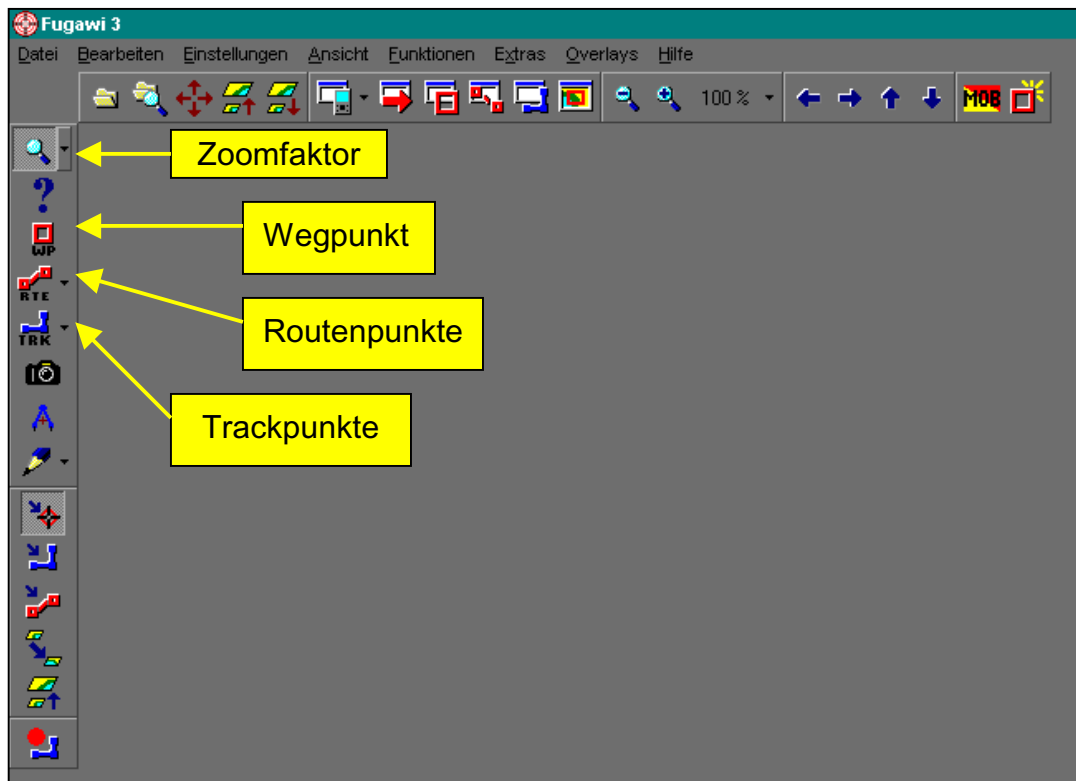 Fugawi 3
Datei Bearbeiten Einstellungen Ansicht Funktionen Extras Overlays Hilfe
100 % MOB
Zoomfaktor
WP
Wegpunkt
RTE
Routenpunkte
TRK
Trackpunkte